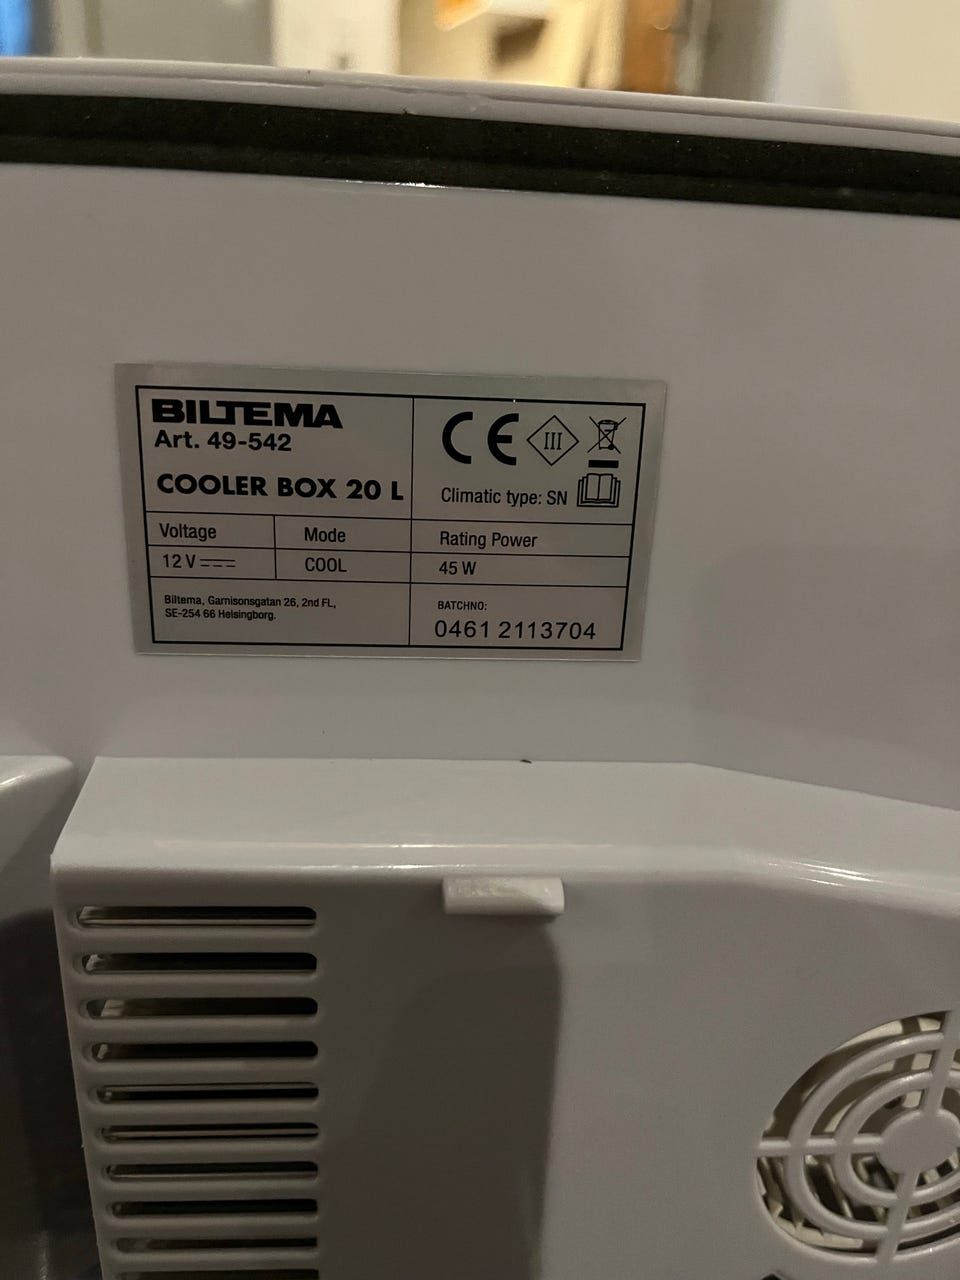 BILTEMA
Art. 49-542
COOLER BOX 20 L
CE III
Climatic type: SN
Voltage Mode Rating Power
12 V COOL 45 W
Biltema, Garnisonsgatan 26, 2nd FL,
SE-254 66 Helsingborg.
BATCHNO:
0461 2113704